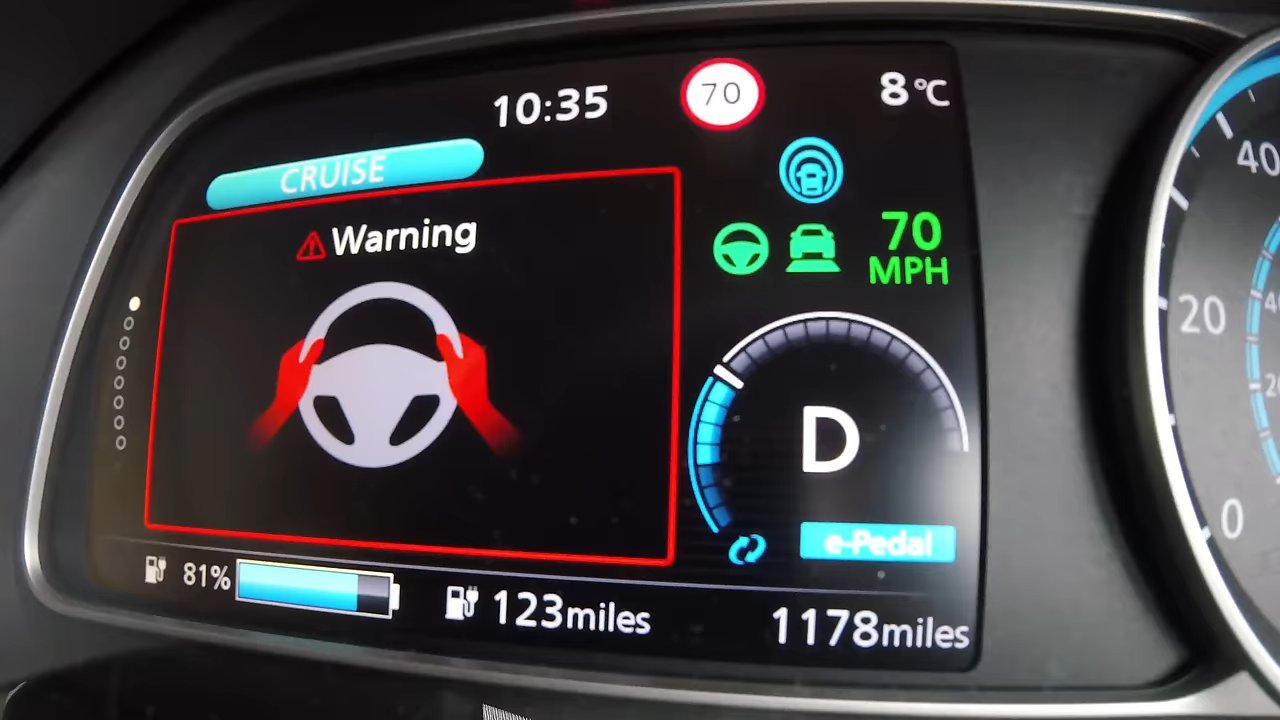 10:35
70
8°C
CRUISE
Warning
70
MPH
D
e-Pedal
81%
123miles
1178miles
40
20
0